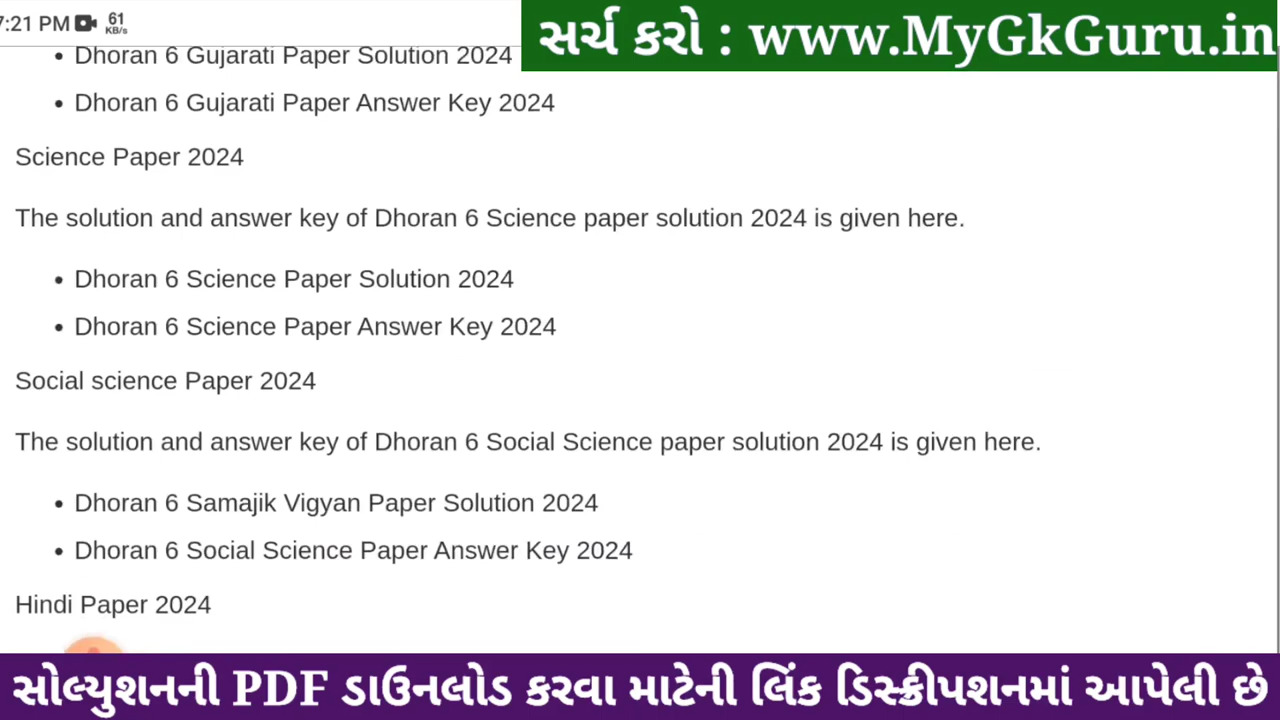 7:21 PM 61 KB/s
સર્ચ કરો : www.MyGkGuru.in
• Dhoran 6 Gujarati Paper Solution 2024
• Dhoran 6 Gujarati Paper Answer Key 2024
Science Paper 2024
The solution and answer key of Dhoran 6 Science paper solution 2024 is given here.
• Dhoran 6 Science Paper Solution 2024
• Dhoran 6 Science Paper Answer Key 2024
Social science Paper 2024
The solution and answer key of Dhoran 6 Social Science paper solution 2024 is given here.
• Dhoran 6 Samajik Vigyan Paper Solution 2024
• Dhoran 6 Social Science Paper Answer Key 2024
Hindi Paper 2024
સોલ્યુશનની PDF ડાઉનલોડ કરવા માટેની લિંક ડિસ્ક્રીપશનમાં આપેલી છે